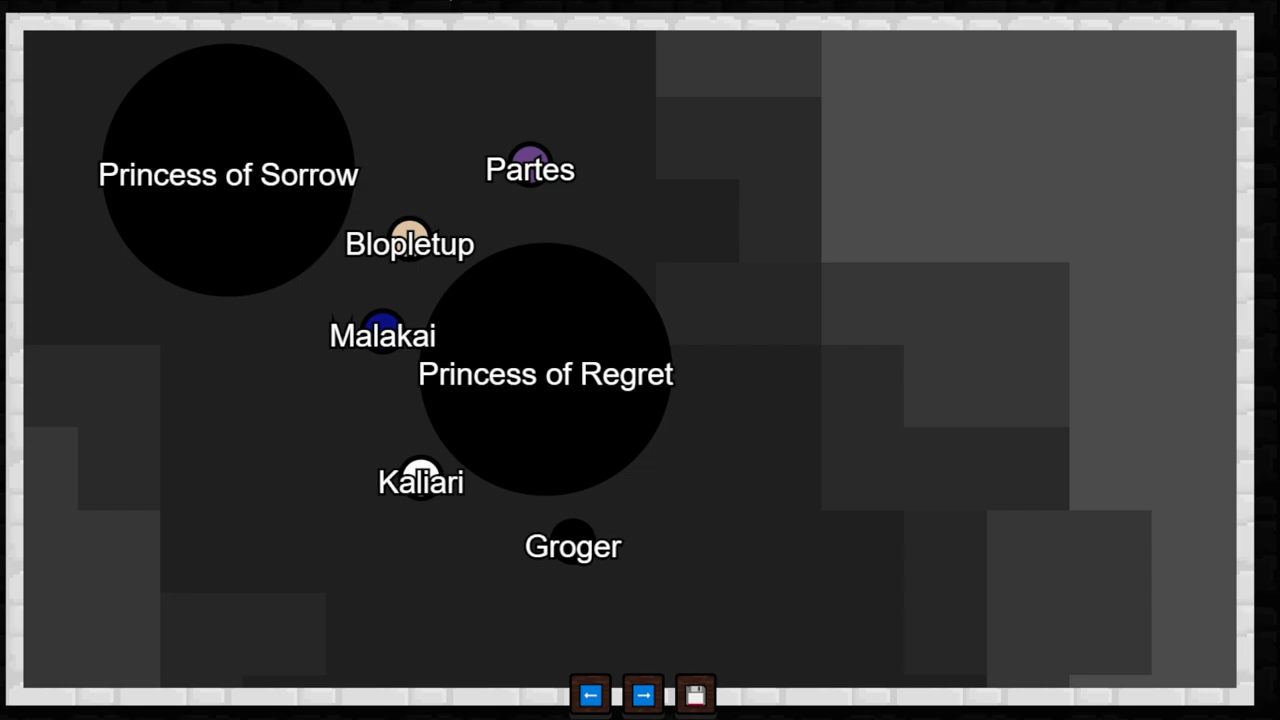 Partes
Princess of Sorrow
Blopletup
Malakai
Princess of Regret
Kaliari
Groger